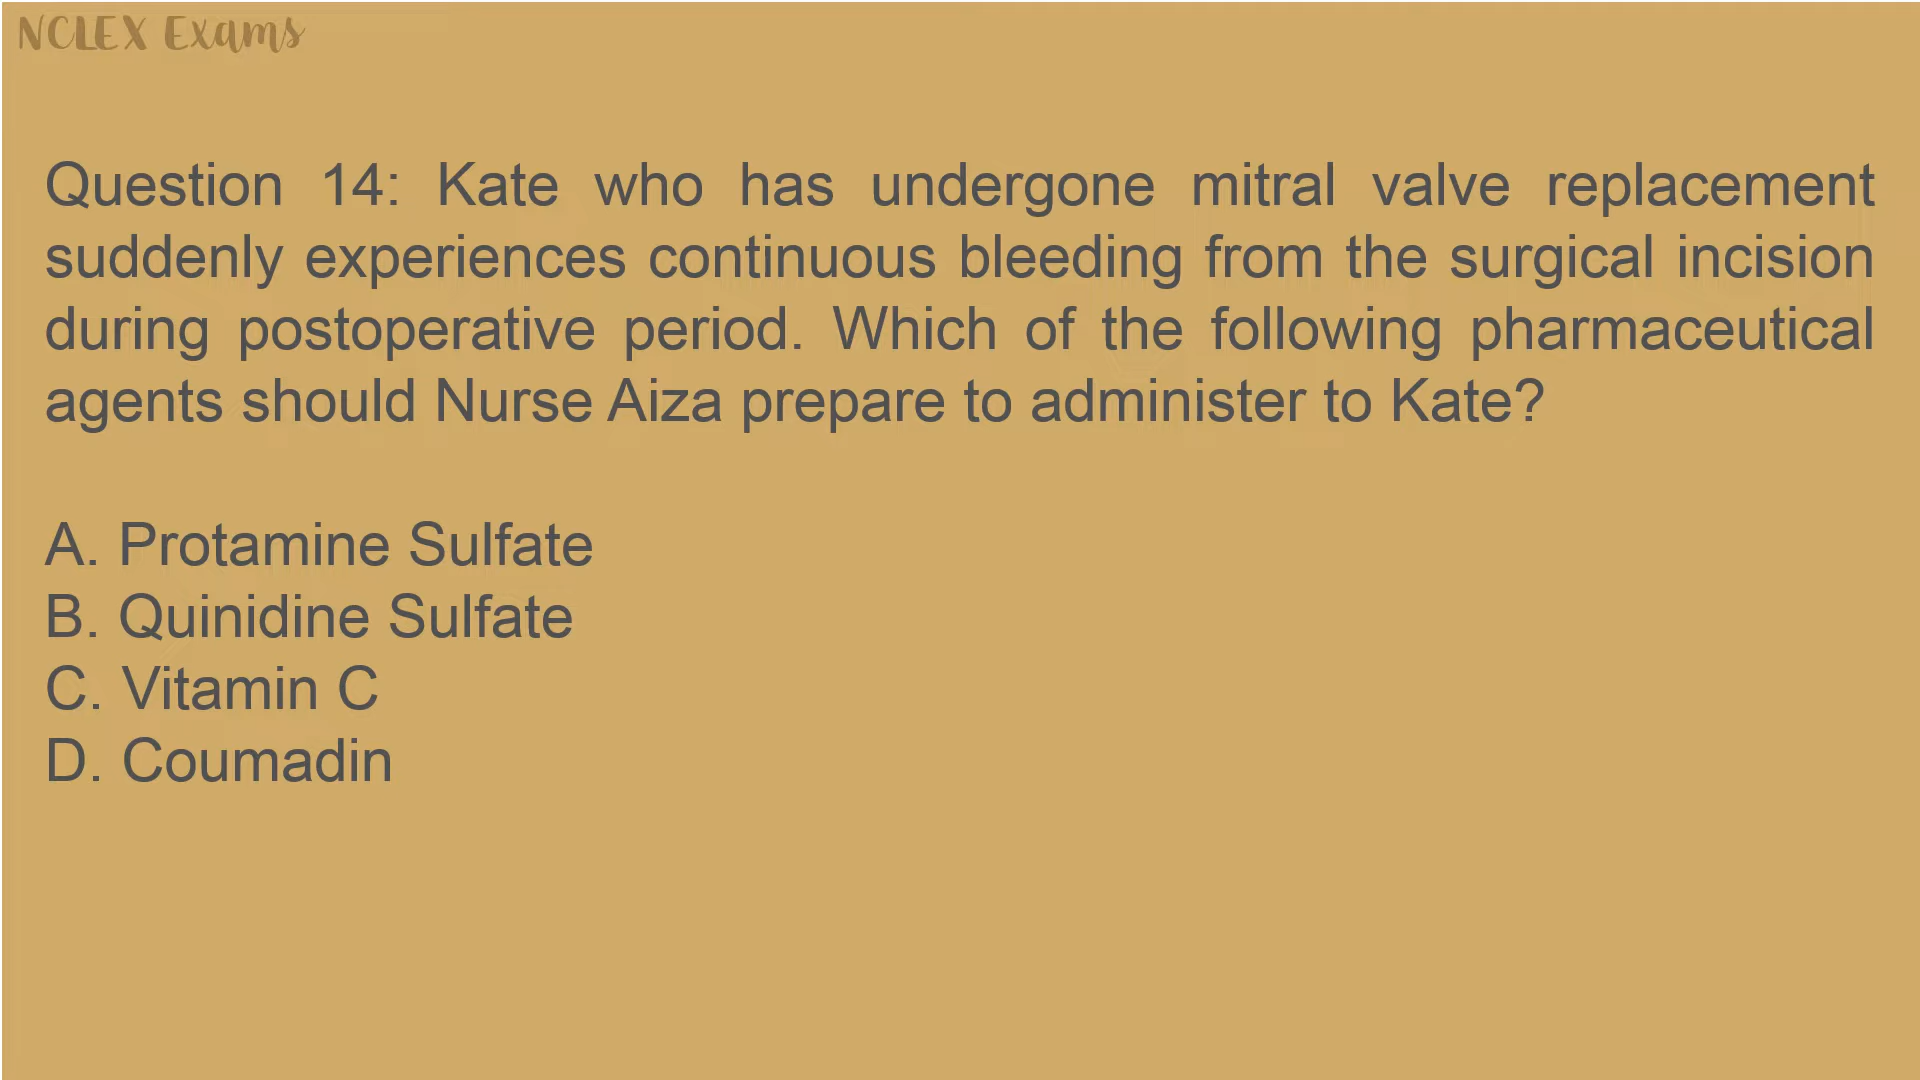 NCLEX Exams
Question 14: Kate who has undergone mitral valve replacement
suddenly experiences continuous bleeding from the surgical incision
during postoperative period. Which of the following pharmaceutical
agents should Nurse Aiza prepare to administer to Kate?
A. Protamine Sulfate
B. Quinidine Sulfate
C. Vitamin C
D. Coumadin